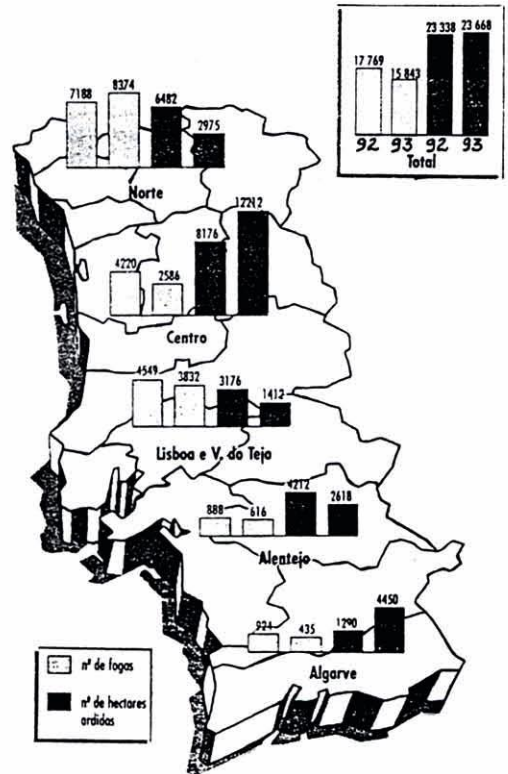 23 338 23 668
17 769
15 843
92 93 92 93
Total
7188 8374 6482 2975
Norte
4220 2586 8176 12212
Centro
4549 3832 3176 1412
Lisboa e V. do Tejo
888 616 4212 2618
Alentejo
924 435 1290 4450
Algarve
nº de fogos
nº de hectares
ardidos